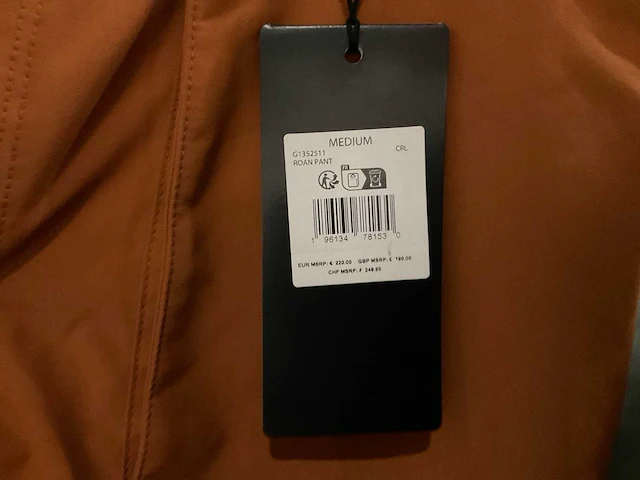 MEDIUM
G1352511 CRL
ROAN PANT
FR
1 96134 78153 0
EUR MSRP: € 220.00 GBP MSRP: £ 190.00
CHF MSRP: F 249.00